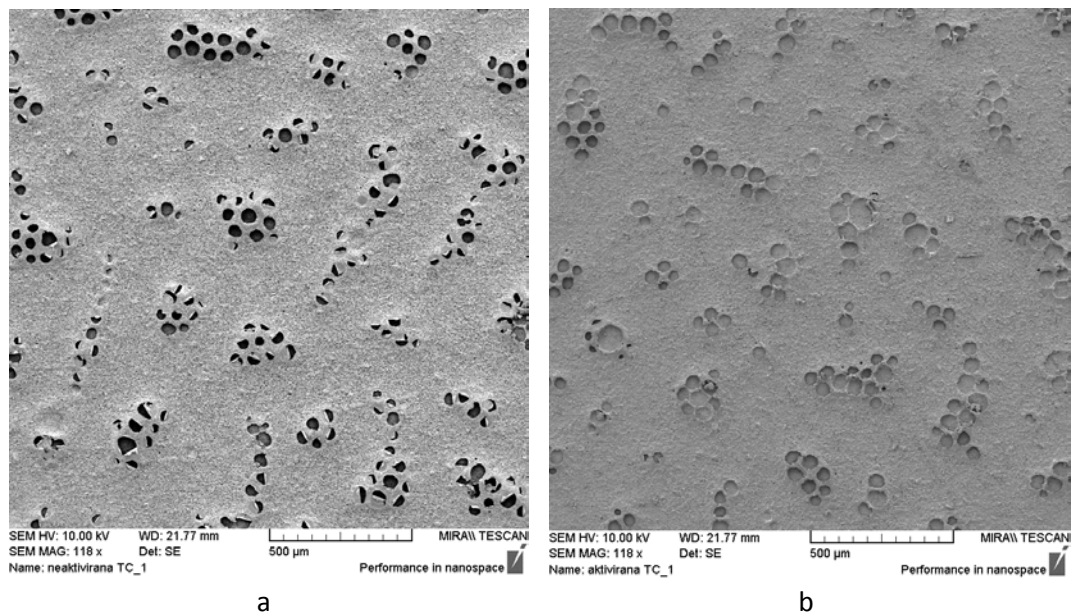 SEM HV: 10.00 kV WD: 21.77 mm MIRA\\ TESCAN
SEM MAG: 118 x Det: SE 500 µm
Name: neaktivirana TC_1 Performance in nanospace
a
SEM HV: 10.00 kV WD: 21.77 mm MIRA\\ TESCAN
SEM MAG: 118 x Det: SE 500 µm
Name: aktivirana TC_1 Performance in nanospace
b